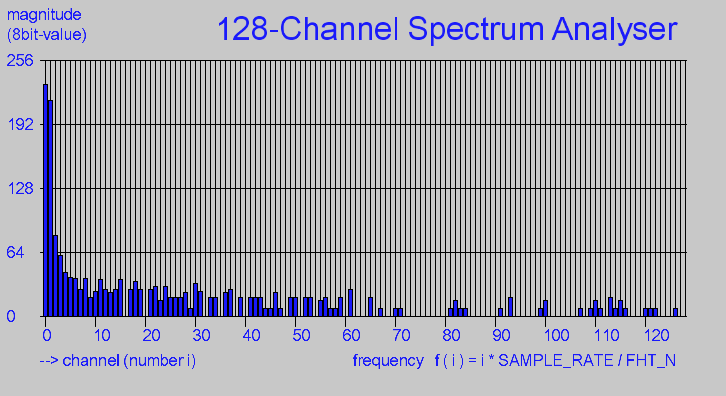 magnitude
(8bit-value)
128-Channel Spectrum Analyser
256
192
128
64
0
0 10 20 30 40 50 60 70 80 90 100 110 120
--> channel (number i)
frequency f ( i ) = i * SAMPLE_RATE / FHT_N